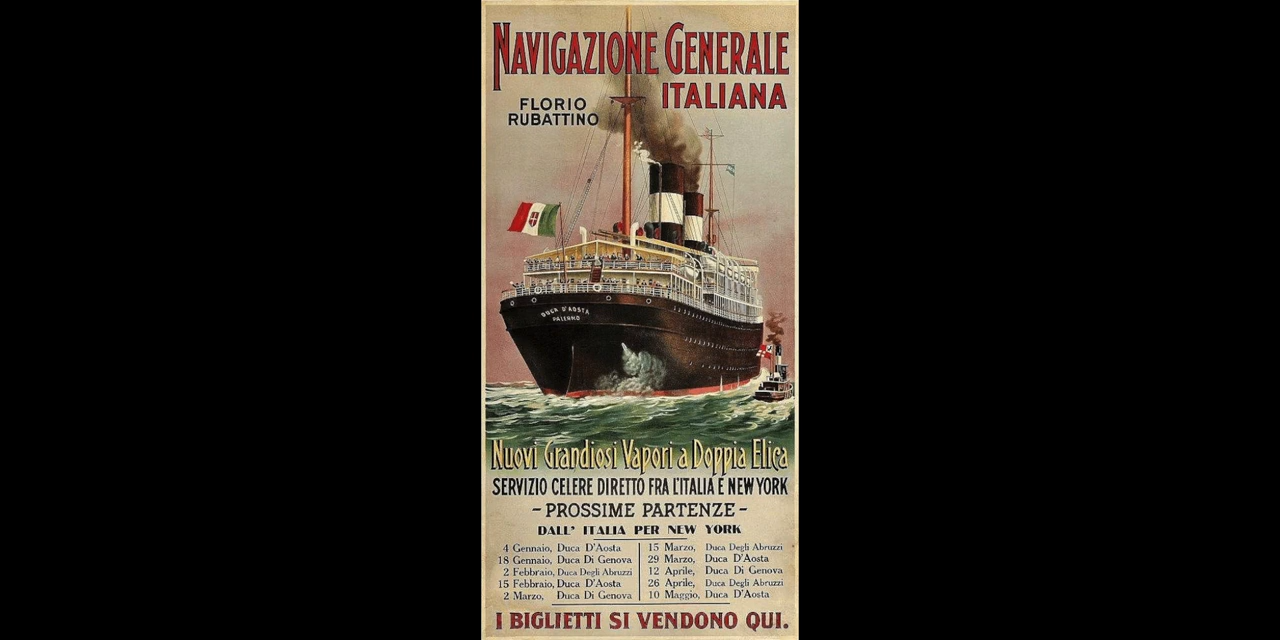 NAVIGAZIONE GENERALE
ITALIANA
FLORIO
RUBATTINO
DUCA D'AOSTA
PALERMO
Nuovi Grandiosi Vapori a Doppia Elica
SERVIZIO CELERE DIRETTO FRA L'ITALIA E NEW YORK
- PROSSIME PARTENZE -
DALL' ITALIA PER NEW YORK
4 Gennaio, Duca D'Aosta
18 Gennaio, Duca Di Genova
2 Febbraio, Duca Degli Abruzzi
15 Febbraio, Duca D'Aosta
2 Marzo, Duca Di Genova
15 Marzo, Duca Degli Abruzzi
29 Marzo, Duca D'Aosta
12 Aprile, Duca Di Genova
26 Aprile, Duca Degli Abruzzi
10 Maggio, Duca D'Aosta
I BIGLIETTI SI VENDONO QUI.